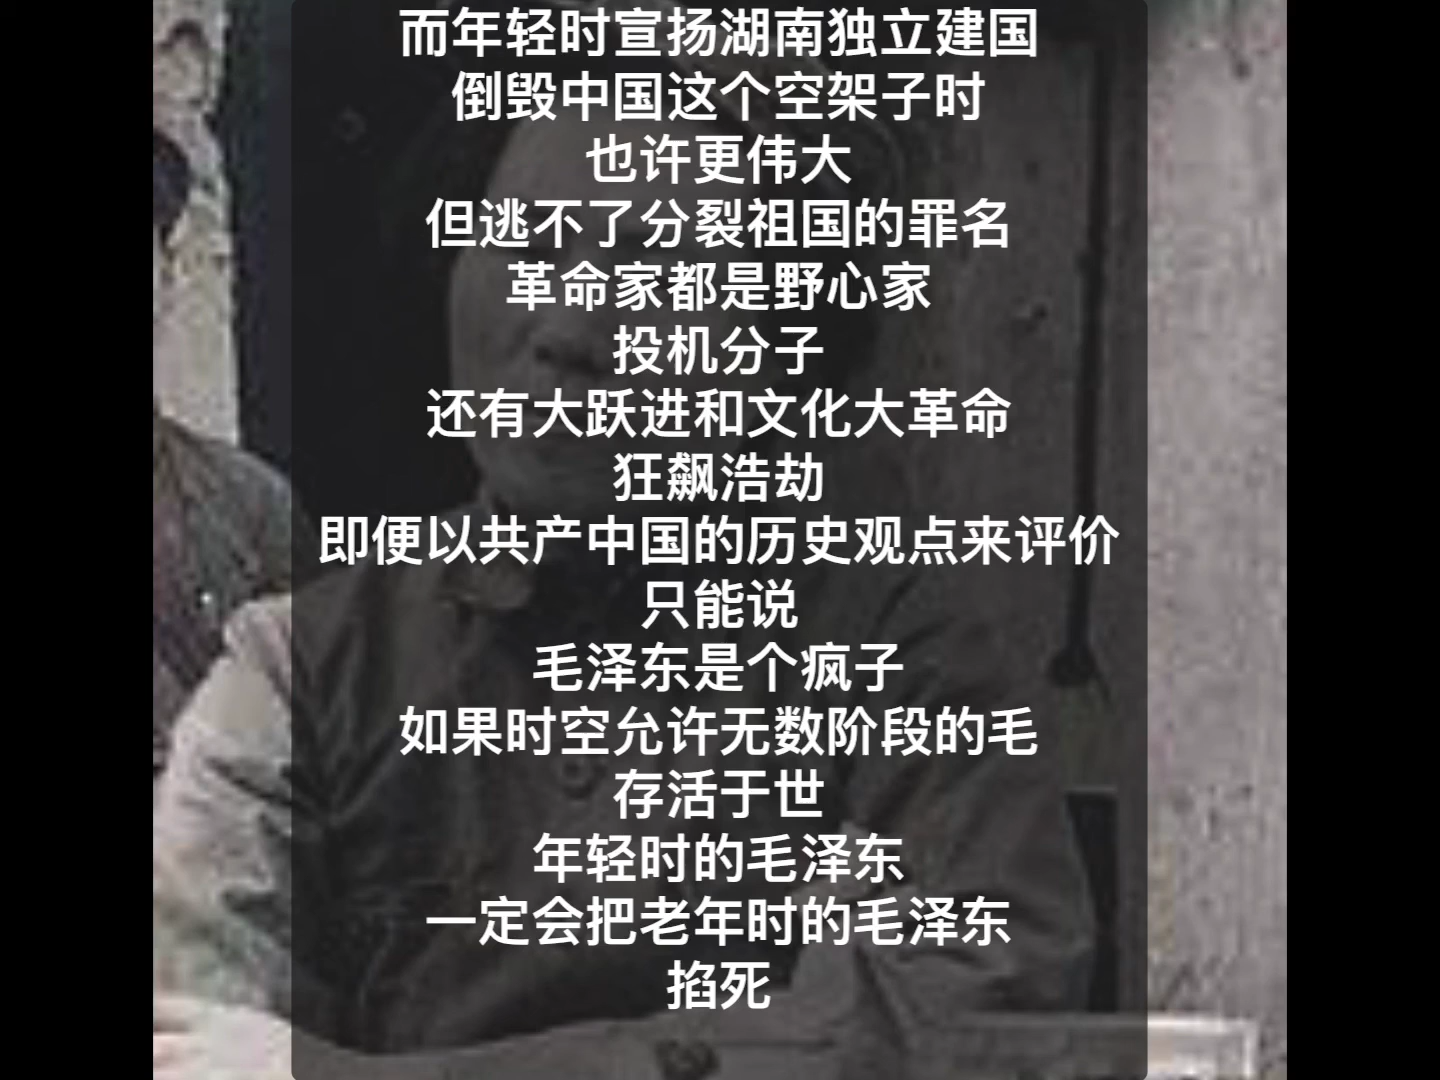 而年轻时宣扬湖南独立建国
倒毁中国这个空架子时
也许更伟大
但逃不了分裂祖国的罪名
革命家都是野心家
投机分子
还有大跃进和文化大革命
狂飙浩劫
即便以共产中国的历史观点来评价
只能说
毛泽东是个疯子
如果时空允许无数阶段的毛
存活于世
年轻时的毛泽东
一定会把老年时的毛泽东
掐死